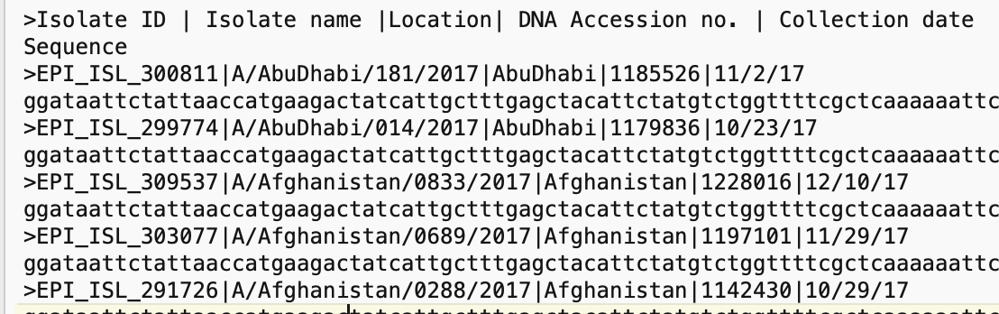 >Isolate ID | Isolate name |Location| DNA Accession no. | Collection date
Sequence
>EPI_ISL_300811|A/AbuDhabi/181/2017|AbuDhabi|1185526|11/2/17
ggataattctattaaccatgaagactatcattgctttgagctacattctatgtctggttttcgctcaaaaaattc
>EPI_ISL_299774|A/AbuDhabi/014/2017|AbuDhabi|1179836|10/23/17
ggataattctattaaccatgaagactatcattgctttgagctacattctatgtctggttttcgctcaaaaaattc
>EPI_ISL_309537|A/Afghanistan/0833/2017|Afghanistan|1228016|12/10/17
ggataattctattaaccatgaagactatcattgctttgagctacattctatgtctggttttcgctcaaaaaattc
>EPI_ISL_303077|A/Afghanistan/0689/2017|Afghanistan|1197101|11/29/17
ggataattctattaaccatgaagactatcattgctttgagctacattctatgtctggttttcgctcaaaaaattc
>EPI_ISL_291726|A/Afghanistan/0288/2017|Afghanistan|1142430|10/29/17